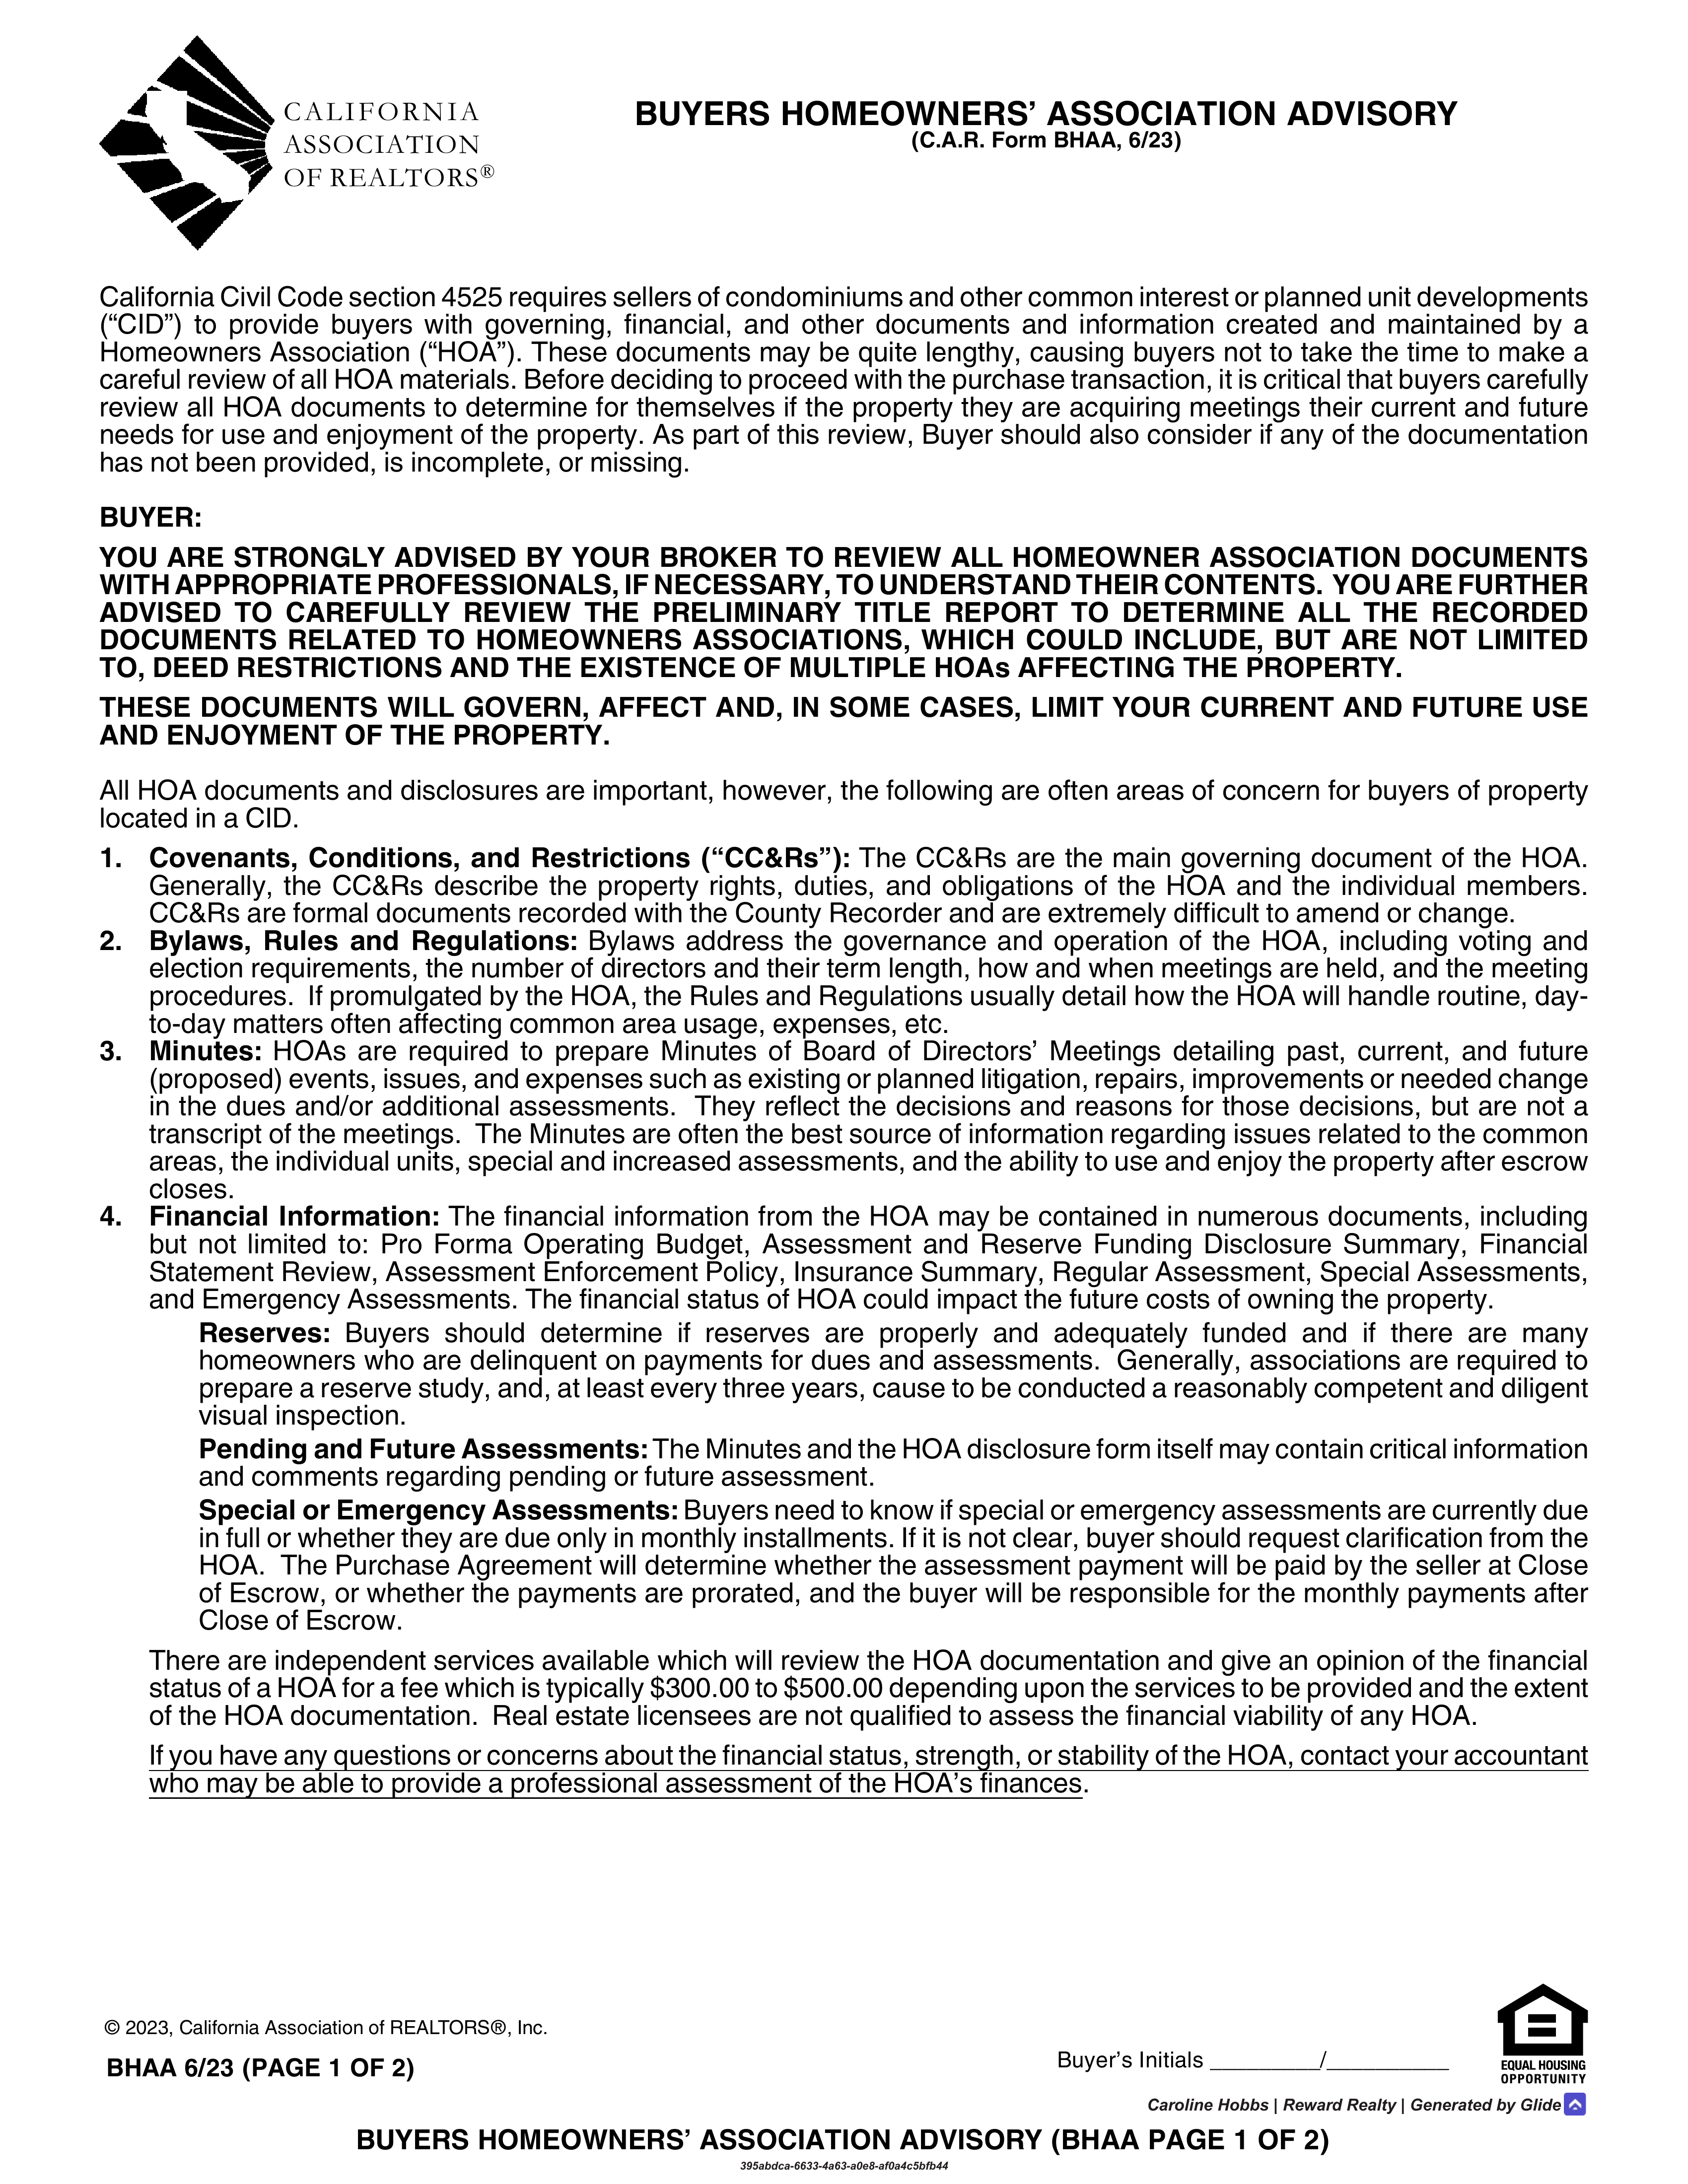 CALIFORNIA
ASSOCIATION
OF REALTORS®
BUYERS HOMEOWNERS’ ASSOCIATION ADVISORY
(C.A.R. Form BHAA, 6/23)
California Civil Code section 4525 requires sellers of condominiums and other common interest or planned unit developments
(“CID”) to provide buyers with governing, financial, and other documents and information created and maintained by a
Homeowners Association (“HOA”). These documents may be quite lengthy, causing buyers not to take the time to make a
careful review of all HOA materials. Before deciding to proceed with the purchase transaction, it is critical that buyers carefully
review all HOA documents to determine for themselves if the property they are acquiring meetings their current and future
needs for use and enjoyment of the property. As part of this review, Buyer should also consider if any of the documentation
has not been provided, is incomplete, or missing.
BUYER:
YOU ARE STRONGLY ADVISED BY YOUR BROKER TO REVIEW ALL HOMEOWNER ASSOCIATION DOCUMENTS
WITH APPROPRIATE PROFESSIONALS, IF NECESSARY, TO UNDERSTAND THEIR CONTENTS. YOU ARE FURTHER
ADVISED TO CAREFULLY REVIEW THE PRELIMINARY TITLE REPORT TO DETERMINE ALL THE RECORDED
DOCUMENTS RELATED TO HOMEOWNERS ASSOCIATIONS, WHICH COULD INCLUDE, BUT ARE NOT LIMITED
TO, DEED RESTRICTIONS AND THE EXISTENCE OF MULTIPLE HOAs AFFECTING THE PROPERTY.
THESE DOCUMENTS WILL GOVERN, AFFECT AND, IN SOME CASES, LIMIT YOUR CURRENT AND FUTURE USE
AND ENJOYMENT OF THE PROPERTY.
All HOA documents and disclosures are important, however, the following are often areas of concern for buyers of property
located in a CID.
1. Covenants, Conditions, and Restrictions (“CC&Rs”): The CC&Rs are the main governing document of the HOA.
Generally, the CC&Rs describe the property rights, duties, and obligations of the HOA and the individual members.
CC&Rs are formal documents recorded with the County Recorder and are extremely difficult to amend or change.
2. Bylaws, Rules and Regulations: Bylaws address the governance and operation of the HOA, including voting and
election requirements, the number of directors and their term length, how and when meetings are held, and the meeting
procedures. If promulgated by the HOA, the Rules and Regulations usually detail how the HOA will handle routine, day-
to-day matters often affecting common area usage, expenses, etc.
3. Minutes: HOAs are required to prepare Minutes of Board of Directors’ Meetings detailing past, current, and future
(proposed) events, issues, and expenses such as existing or planned litigation, repairs, improvements or needed change
in the dues and/or additional assessments. They reflect the decisions and reasons for those decisions, but are not a
transcript of the meetings. The Minutes are often the best source of information regarding issues related to the common
areas, the individual units, special and increased assessments, and the ability to use and enjoy the property after escrow
closes.
4. Financial Information: The financial information from the HOA may be contained in numerous documents, including
but not limited to: Pro Forma Operating Budget, Assessment and Reserve Funding Disclosure Summary, Financial
Statement Review, Assessment Enforcement Policy, Insurance Summary, Regular Assessment, Special Assessments,
and Emergency Assessments. The financial status of HOA could impact the future costs of owning the property.
Reserves: Buyers should determine if reserves are properly and adequately funded and if there are many
homeowners who are delinquent on payments for dues and assessments. Generally, associations are required to
prepare a reserve study, and, at least every three years, cause to be conducted a reasonably competent and diligent
visual inspection.
Pending and Future Assessments: The Minutes and the HOA disclosure form itself may contain critical information
and comments regarding pending or future assessment.
Special or Emergency Assessments: Buyers need to know if special or emergency assessments are currently due
in full or whether they are due only in monthly installments. If it is not clear, buyer should request clarification from the
HOA. The Purchase Agreement will determine whether the assessment payment will be paid by the seller at Close
of Escrow, or whether the payments are prorated, and the buyer will be responsible for the monthly payments after
Close of Escrow.
There are independent services available which will review the HOA documentation and give an opinion of the financial
status of a HOA for a fee which is typically $300.00 to $500.00 depending upon the services to be provided and the extent
of the HOA documentation. Real estate licensees are not qualified to assess the financial viability of any HOA.
If you have any questions or concerns about the financial status, strength, or stability of the HOA, contact your accountant
who may be able to provide a professional assessment of the HOA’s finances.
© 2023, California Association of REALTORS®, Inc.
BHAA 6/23 (PAGE 1 OF 2)
Buyer’s Initials _________/__________
EQUAL HOUSING
OPPORTUNITY
Caroline Hobbs | Reward Realty | Generated by Glide
BUYERS HOMEOWNERS’ ASSOCIATION ADVISORY (BHAA PAGE 1 OF 2)
395abdca-6633-4a63-a0e8-af0a4c5bfb44